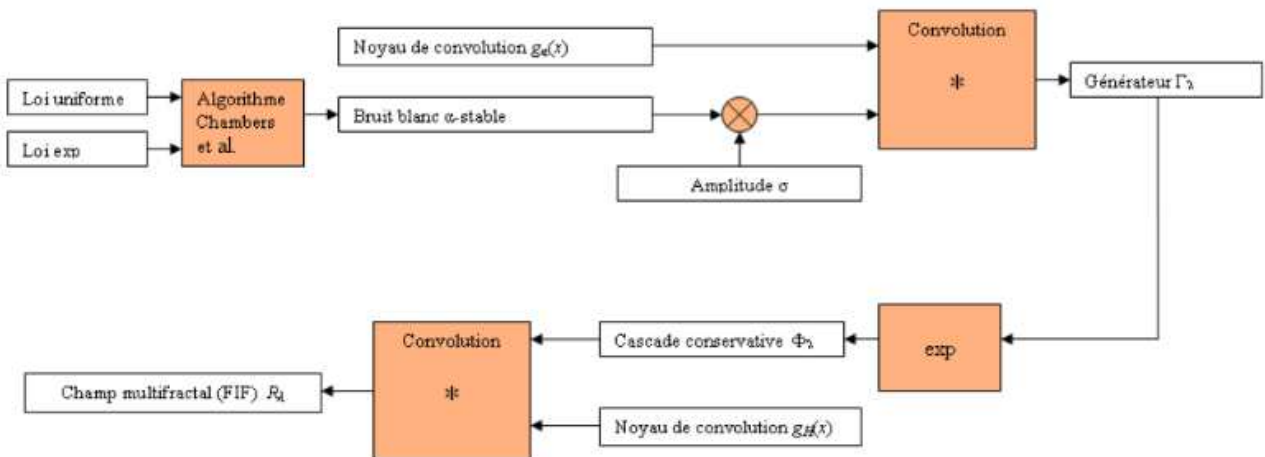 Noyau de convolution gα(x)
Convolution
*
Loi uniforme
Loi exp
Algorithme
Chambers
et al.
Bruit blanc α-stable
Amplitude σ
Générateur Γλ
Convolution
*
Cascade conservative Φλ
exp
Champ multifractal (FIF) Rλ
Noyau de convolution gH(x)